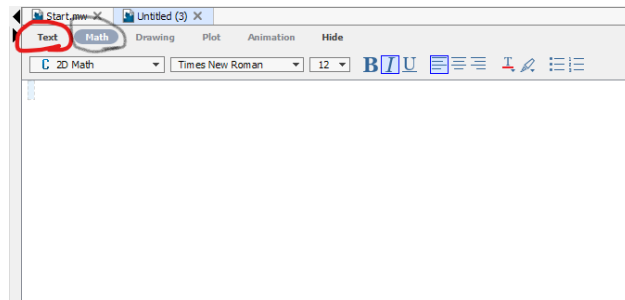 Start.mw Untitled (3)
Text Math Drawing Plot Animation Hide
C 2D Math Times New Roman 12 B I U T